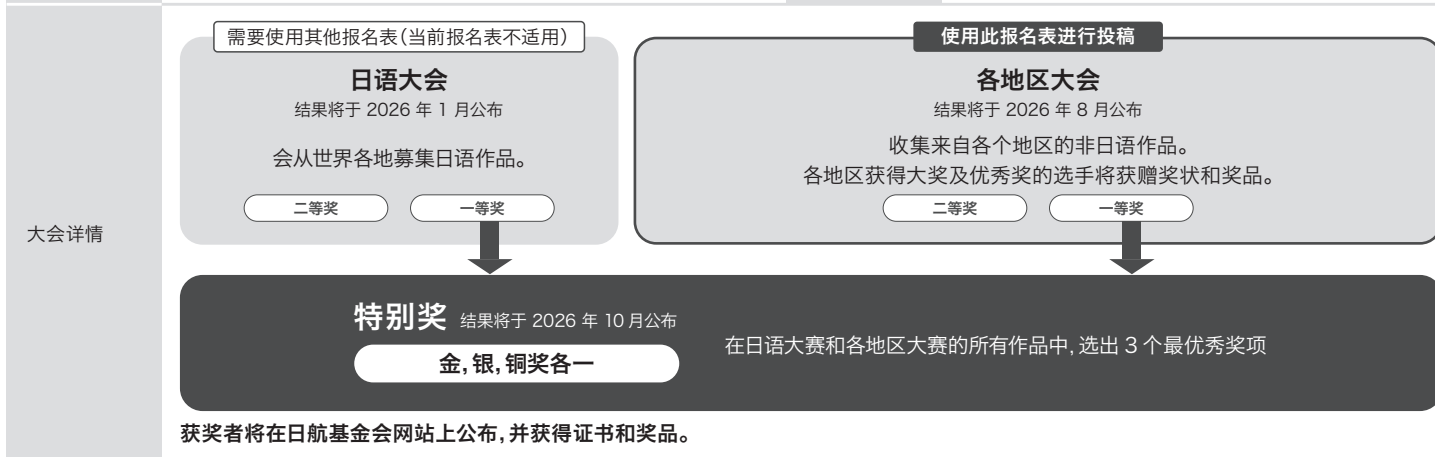 大会详情
需要使用其他报名表(当前报名表不适用)
日语大会
结果将于 2026 年 1 月公布
会从世界各地募集日语作品。
二等奖
一等奖
使用此报名表进行投稿
各地区大会
结果将于 2026 年 8 月公布
收集来自各个地区的非日语作品。
各地区获得大奖及优秀奖的选手将获赠奖状和奖品。
二等奖
一等奖
特别奖 结果将于 2026 年 10 月公布
金,银,铜奖各一
在日语大赛和各地区大赛的所有作品中,选出 3 个最优秀奖项
获奖者将在日航基金会网站上公布,并获得证书和奖品。